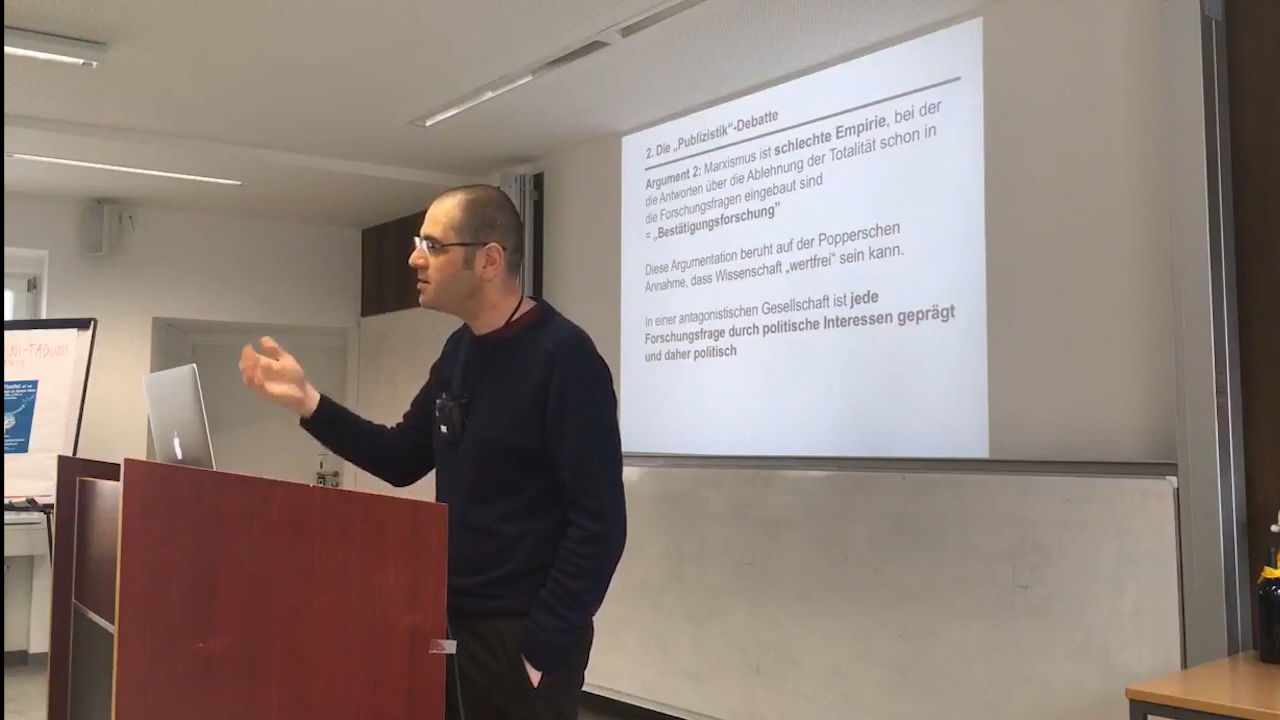 2. Die „Publizistik“-Debatte
Argument 2: Marxismus ist schlechte Empirie, bei der
die Antworten über die Ablehnung der Totalität schon in
die Forschungsfragen eingebaut sind
= „Bestätigungsforschung”
Diese Argumentation beruht auf der Popperschen
Annahme, dass Wissenschaft „wertfrei“ sein kann.
In einer antagonistischen Gesellschaft ist jede
Forschungsfrage durch politische Interessen geprägt
und daher politisch
TAGUNG